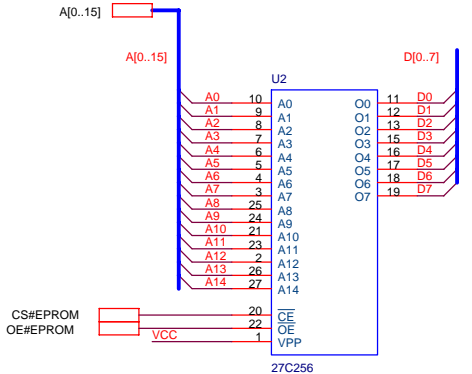 A[0..15]
A[0..15] D[0..7]
U2
A0 10 A0 O0 11 D0
A1 9 A1 O1 12 D1
A2 8 A2 O2 13 D2
A3 7 A3 O3 15 D3
A4 6 A4 O4 16 D4
A5 5 A5 O5 17 D5
A6 4 A6 O6 18 D6
A7 3 A7 O7 19 D7
A8 25 A8
A9 24 A9
A10 21 A10
A11 23 A11
A12 2 A12
A13 26 A13
A14 27 A14
CS#EPROM 20 CE
OE#EPROM 22 OE
VCC 1 VPP
27C256